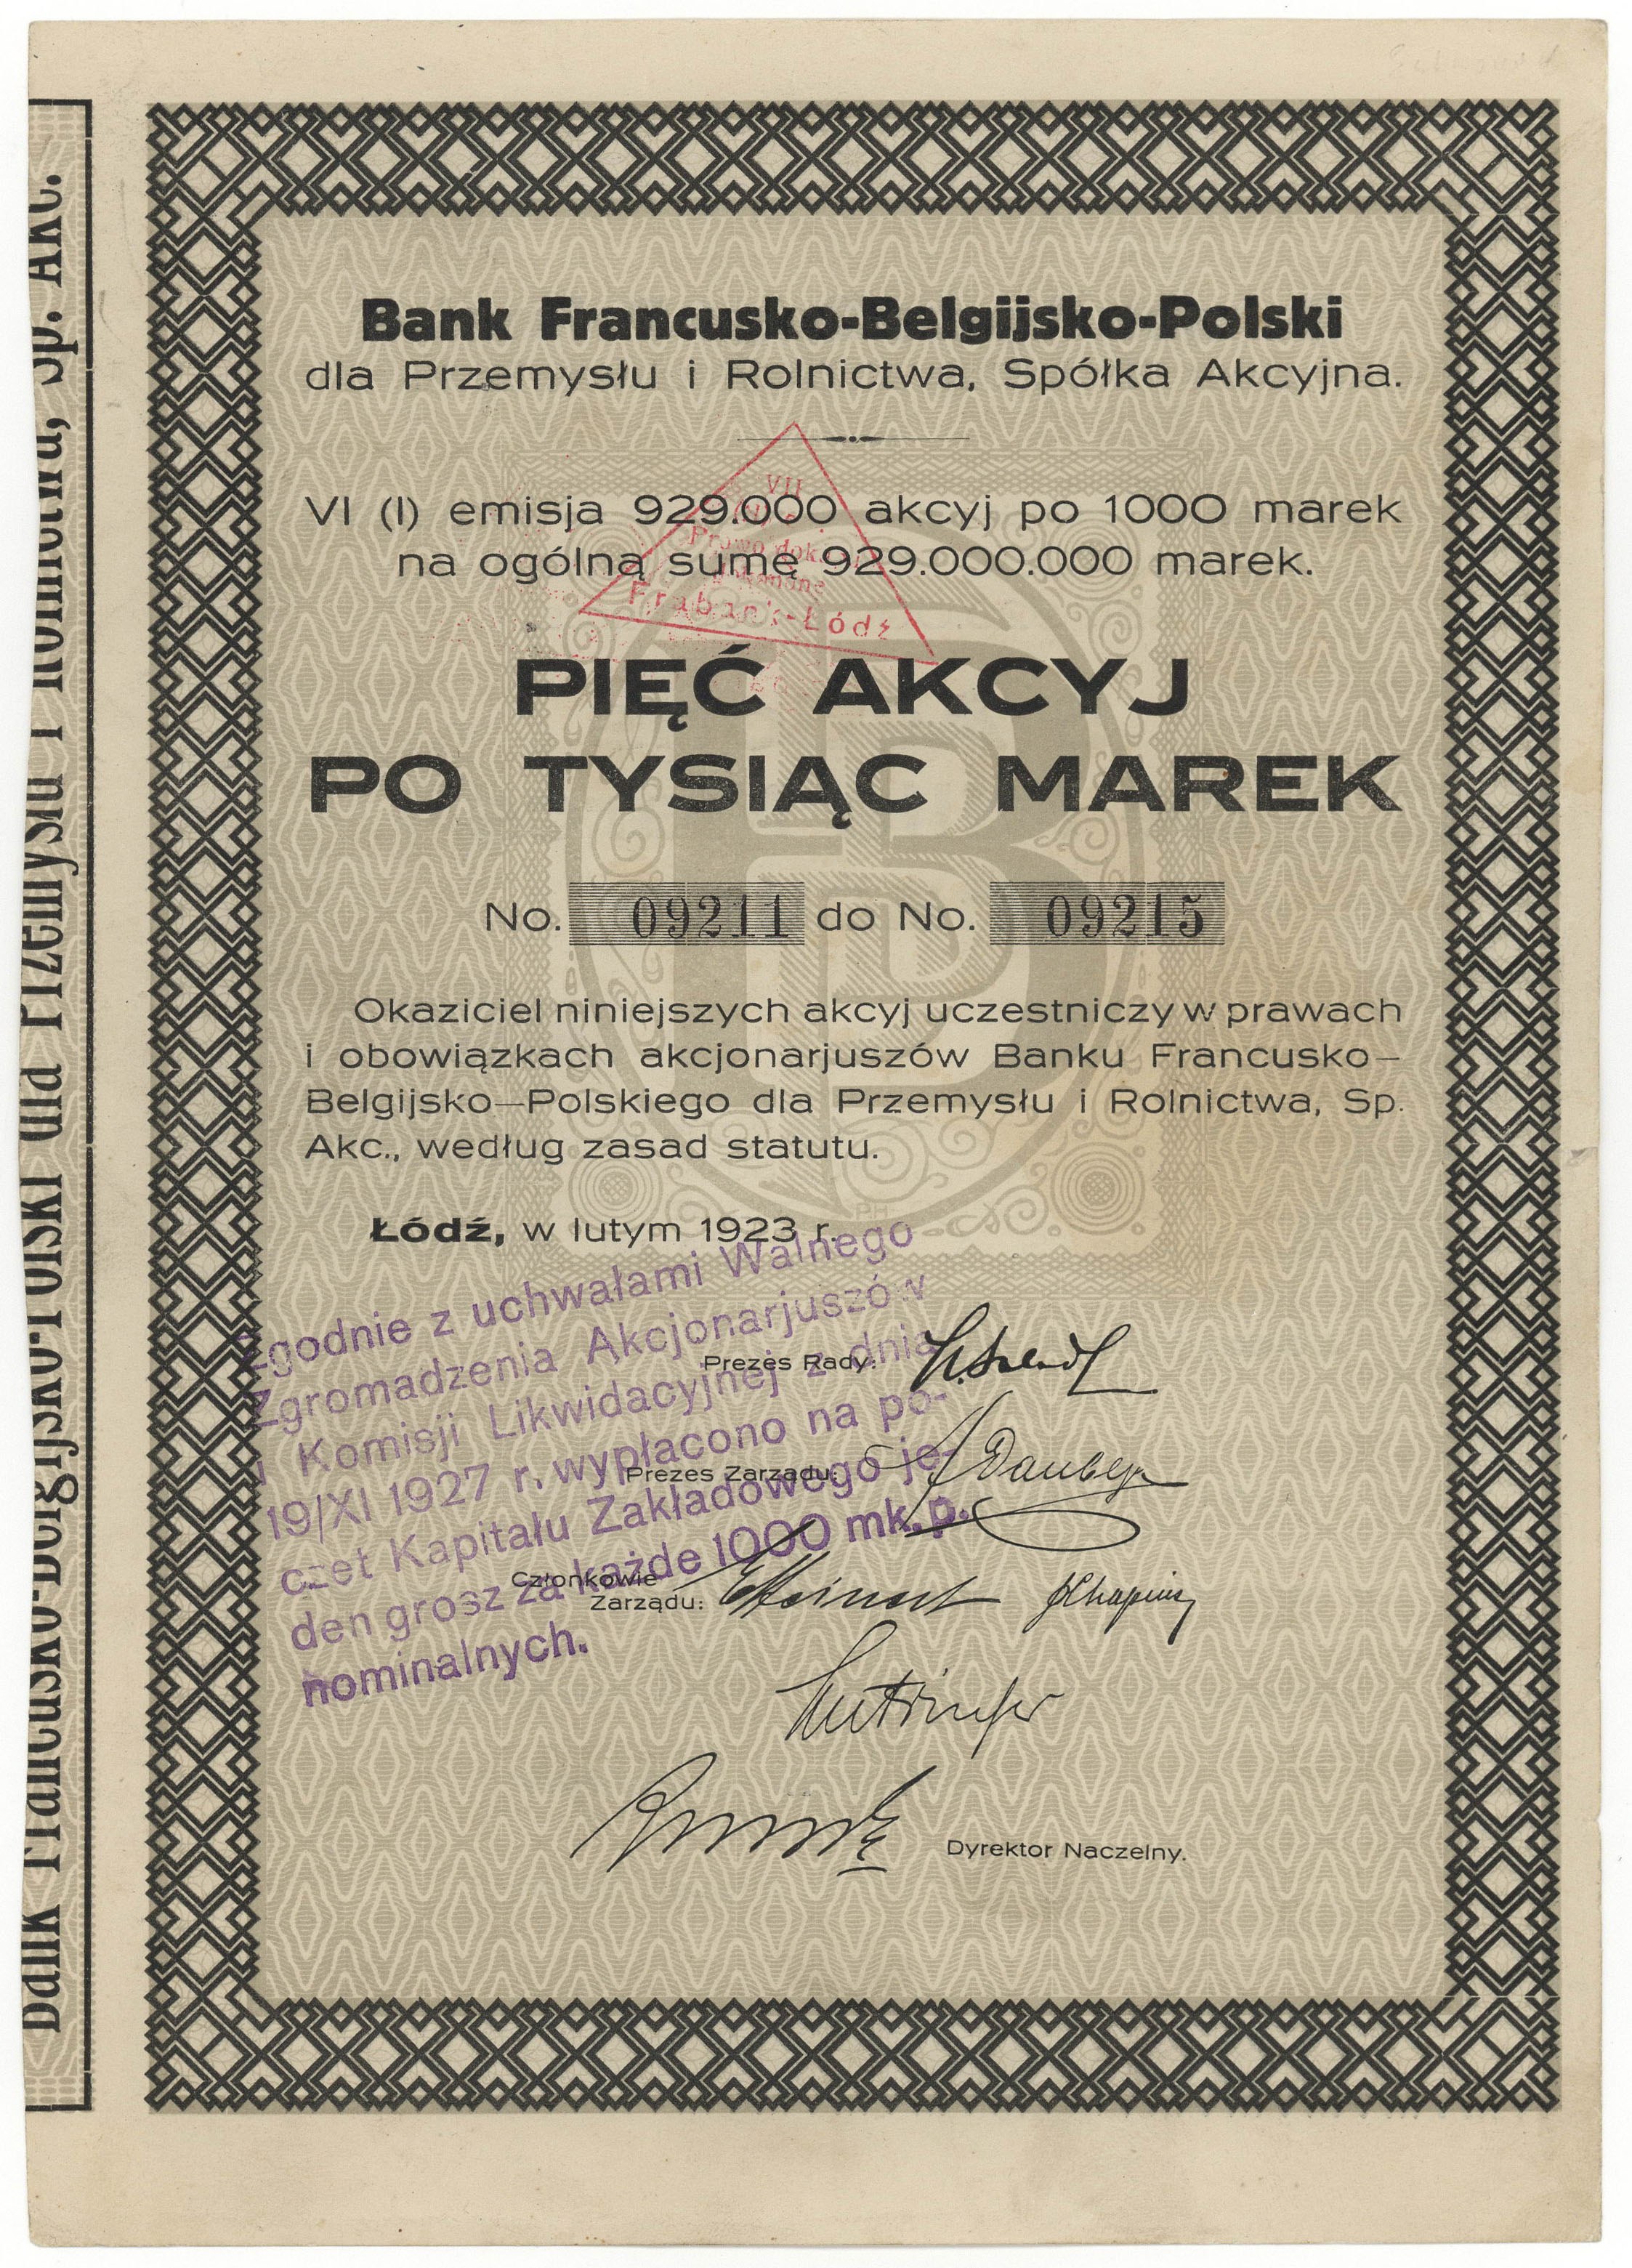 Bank Francusko-Belgijsko-Polski dla Przemysłu i Rolnictwa, Sp. Akc.
Bank Francusko-Belgijsko-Polski
dla Przemysłu i Rolnictwa, Spółka Akcyjna.
VI (I) emisja 929.000 akcyj po 1000 marek
na ogólną sumę 929.000.000 marek.
VII
Prawo dok.
Frabank-Łódź
PIĘĆ AKCYJ
PO TYSIĄC MAREK
No. 09211 do No. 09215
Okaziciel niniejszych akcyj uczestniczy w prawach
i obowiązkach akcjonarjuszów Banku Francusko—
Belgijsko—Polskiego dla Przemysłu i Rolnictwa, Sp.
Akc., według zasad statutu.
Łódź, w lutym 1923 r.
Zgodnie z uchwałami Walnego
Zgromadzenia Akcjonarjuszów
i Komisji Likwidacyjnej z dnia
19/XI 1927 r. wypłacono na po-
czet Kapitału Zakładowego je-
den grosz za każde 1000 mk. p.
nominalnych.
Prezes Rady:
Prezes Zarządu:
Członkowie
Zarządu:
Dyrektor Naczelny.